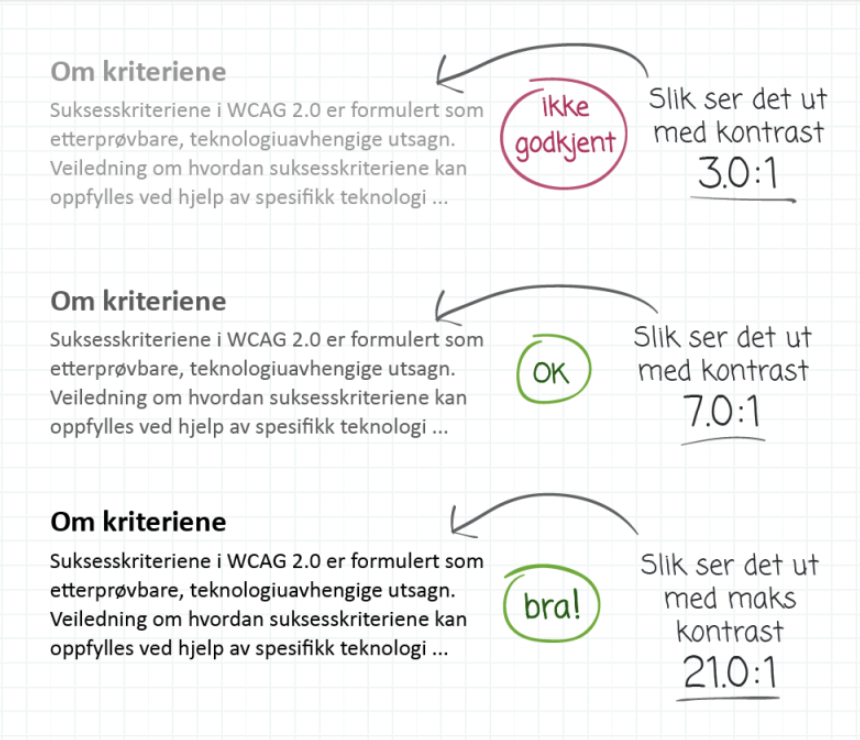 Om kriteriene
Suksesskriteriene i WCAG 2.0 er formulert som
etterprøvbare, teknologiuavhengige utsagn.
Veiledning om hvordan suksesskriteriene kan
oppfylles ved hjelp av spesifikk teknologi ...
ikke
godkjent
Slik ser det ut
med kontrast
3.0:1
Om kriteriene
Suksesskriteriene i WCAG 2.0 er formulert som
etterprøvbare, teknologiuavhengige utsagn.
Veiledning om hvordan suksesskriteriene kan
oppfylles ved hjelp av spesifikk teknologi ...
OK
Slik ser det ut
med kontrast
7.0:1
Om kriteriene
Suksesskriteriene i WCAG 2.0 er formulert som
etterprøvbare, teknologiuavhengige utsagn.
Veiledning om hvordan suksesskriteriene kan
oppfylles ved hjelp av spesifikk teknologi ...
bra!
Slik ser det ut
med maks
kontrast
21.0:1